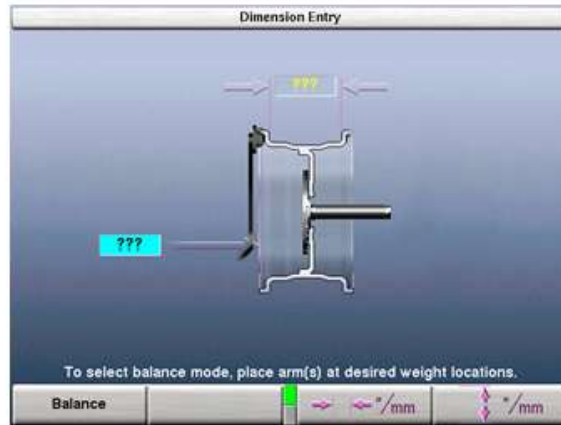 Dimension Entry
???
???
To select balance mode, place arm(s) at desired weight locations.
Balance
"/mm
"/mm